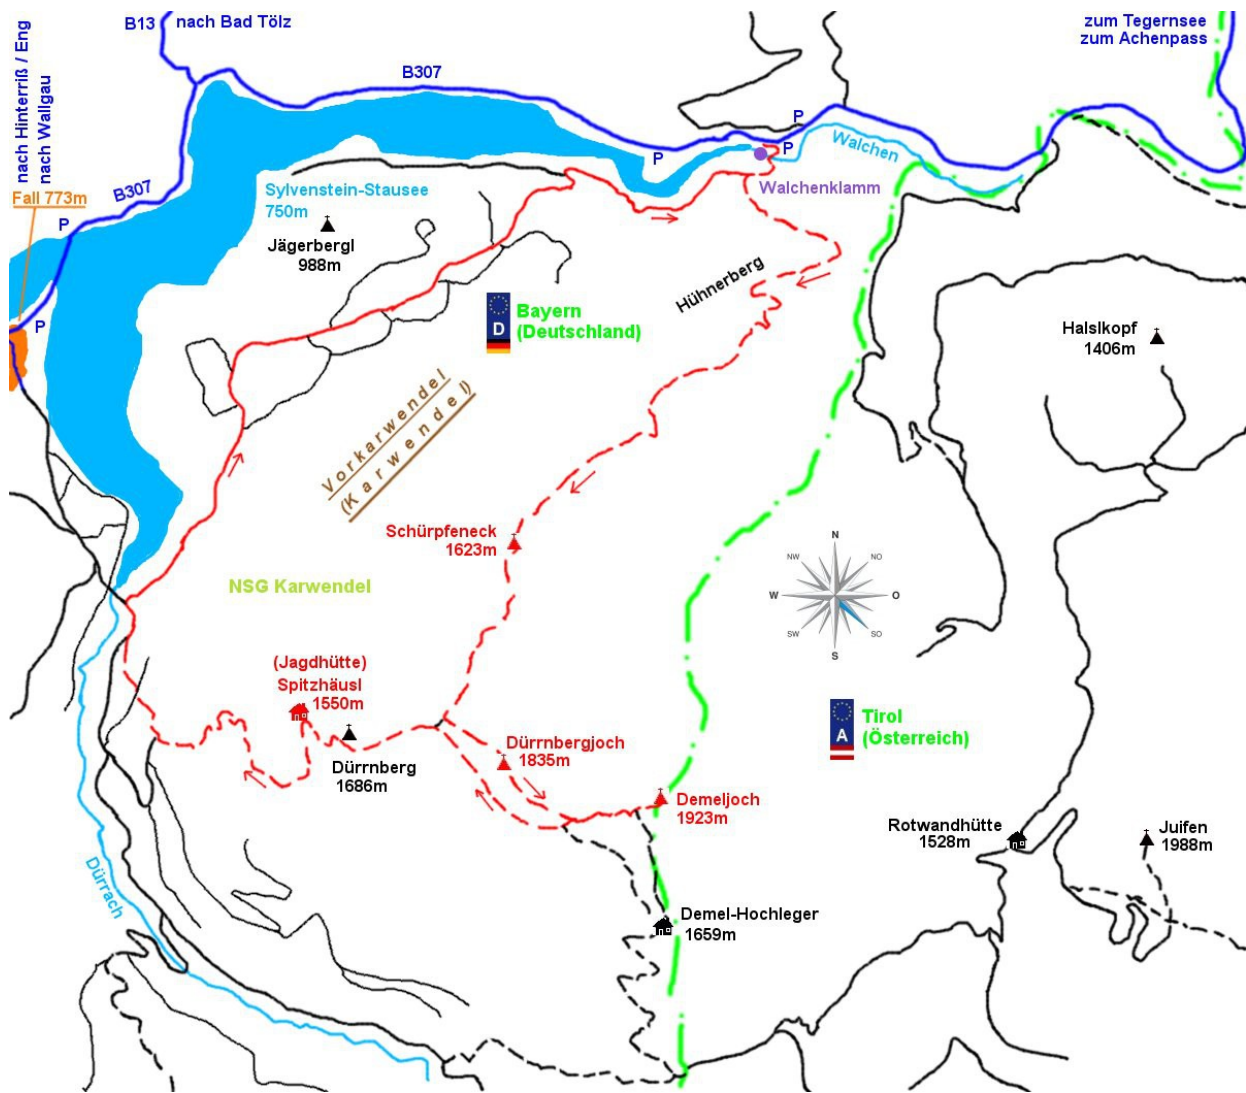 B13
nach Bad Tölz
zum Tegernsee
zum Achenpass
nach Hinterriß / Eng
nach Wallgau
B307
P
P
P
Walchen
B307
Fall 773m
P
Sylvenstein-Stausee
750m
Walchenklamm
Jägerbergl
988m
Hühnerberg
P
D
Bayern
(Deutschland)
Halslkopf
1406m
Vorkarwendel
(Karwendel)
Schürpfeneck
1623m
N
NW
NO
W
O
SW
SO
S
NSG Karwendel
(Jagdhütte)
Spitzhäusl
1550m
Dürrnberg
1686m
Dürrnbergjoch
1835m
A
Tirol
(Österreich)
Demeljoch
1923m
Rotwandhütte
1528m
Juifen
1988m
Dürrach
Demel-Hochleger
1659m